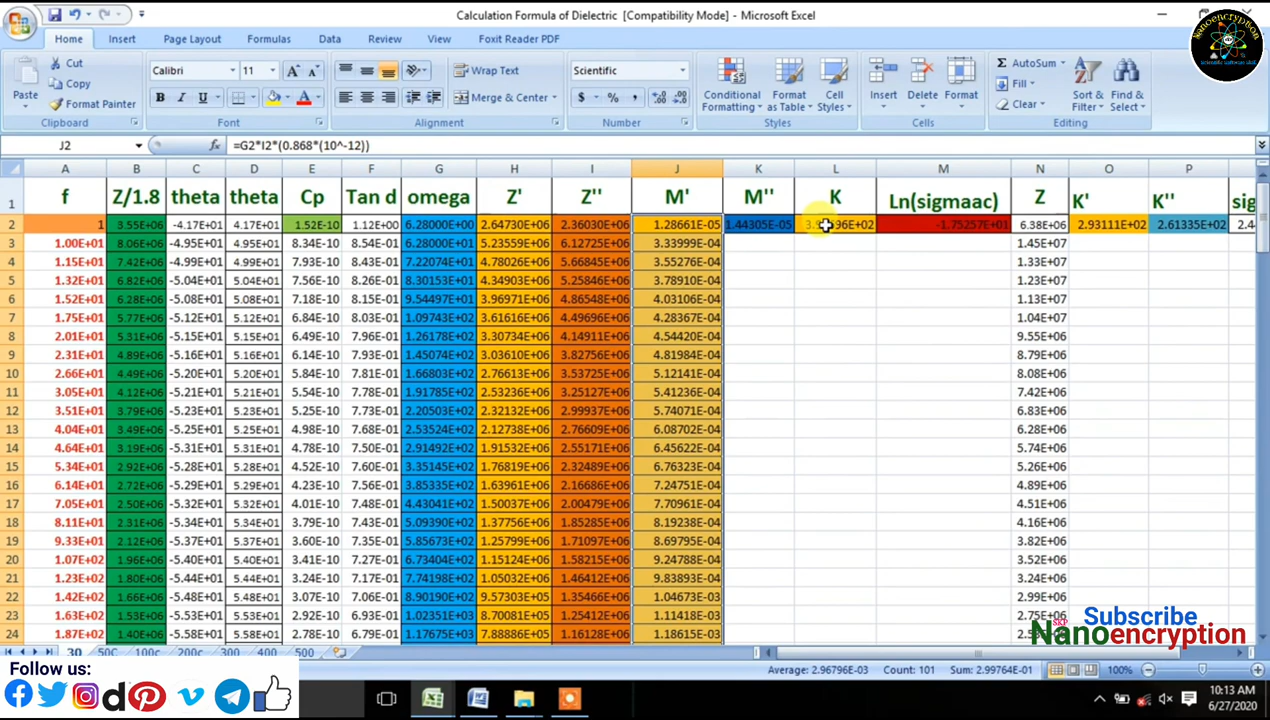 Calculation Formula of Dielectric [Compatibility Mode] - Microsoft Excel
Home Insert Page Layout Formulas Data Review View Foxit Reader PDF
Cut Copy Format Painter Paste
Calibri 11 Wrap Text Scientific
B I U Merge & Center $ % ,
Conditional Formatting Format as Table Cell Styles Insert Delete Format
AutoSum Fill Clear Sort & Filter Find & Select
Clipboard Font Alignment Number Styles Cells Editing
J2 fx =G2*I2*(0.868*(10^-12))
A B C D E F G H I J K L M N O P
1 f Z/1.8 theta theta Cp Tan d omega Z' Z'' M' M'' K Ln(sigmaac) Z K' K'' sig
2 1 3.55E+06 -4.17E+01 4.17E+01 1.52E-10 1.12E+00 6.28000E+00 2.64730E+06 2.36030E+06 1.28661E-05 1.44305E-05 -1.75257E+01 6.38E+06 2.93111E+02 2.61335E+02
3 1.00E+01 8.06E+06 -4.95E+01 4.95E+01 8.34E-10 8.54E-01 6.28000E+01 5.23559E+06 6.12725E+06 3.33999E-04 1.45E+07
4 1.15E+01 7.42E+06 -4.99E+01 4.99E+01 7.93E-10 8.43E-01 7.22074E+01 4.78026E+06 5.66845E+06 3.55276E-04 1.33E+07
5 1.32E+01 6.82E+06 -5.04E+01 5.04E+01 7.56E-10 8.26E-01 8.30153E+01 4.34903E+06 5.25846E+06 3.78910E-04 1.23E+07
6 1.52E+01 6.28E+06 -5.08E+01 5.08E+01 7.18E-10 8.15E-01 9.54497E+01 3.96971E+06 4.86548E+06 4.03106E-04 1.13E+07
7 1.75E+01 5.77E+06 -5.12E+01 5.12E+01 6.84E-10 8.03E-01 1.09743E+02 3.61616E+06 4.49696E+06 4.28367E-04 1.04E+07
8 2.01E+01 5.31E+06 -5.15E+01 5.15E+01 6.49E-10 7.96E-01 1.26178E+02 3.30734E+06 4.14911E+06 4.54420E-04 9.55E+06
9 2.31E+01 4.89E+06 -5.16E+01 5.16E+01 6.14E-10 7.93E-01 1.45074E+02 3.03610E+06 3.82756E+06 4.81984E-04 8.79E+06
10 2.66E+01 4.49E+06 -5.20E+01 5.20E+01 5.84E-10 7.81E-01 1.66803E+02 2.76613E+06 3.53725E+06 5.12141E-04 8.08E+06
11 3.05E+01 4.12E+06 -5.21E+01 5.21E+01 5.54E-10 7.78E-01 1.91785E+02 2.53236E+06 3.25127E+06 5.41236E-04 7.42E+06
12 3.51E+01 3.79E+06 -5.23E+01 5.23E+01 5.25E-10 7.73E-01 2.20503E+02 2.32132E+06 2.99937E+06 5.74071E-04 6.83E+06
13 4.04E+01 3.49E+06 -5.25E+01 5.25E+01 4.98E-10 7.68E-01 2.53524E+02 2.12738E+06 2.76609E+06 6.08702E-04 6.28E+06
14 4.64E+01 3.19E+06 -5.31E+01 5.31E+01 4.78E-10 7.50E-01 2.91492E+02 1.91532E+06 2.55171E+06 6.45622E-04 5.74E+06
15 5.34E+01 2.92E+06 -5.28E+01 5.28E+01 4.52E-10 7.60E-01 3.35145E+02 1.76819E+06 2.32489E+06 6.76323E-04 5.26E+06
16 6.14E+01 2.72E+06 -5.29E+01 5.29E+01 4.23E-10 7.56E-01 3.85335E+02 1.63961E+06 2.16686E+06 7.24751E-04 4.89E+06
17 7.05E+01 2.50E+06 -5.32E+01 5.32E+01 4.01E-10 7.48E-01 4.43041E+02 1.50037E+06 2.00479E+06 7.70961E-04 4.51E+06
18 8.11E+01 2.31E+06 -5.34E+01 5.34E+01 3.79E-10 7.43E-01 5.09390E+02 1.37756E+06 1.85285E+06 8.19238E-04 4.16E+06
19 9.33E+01 2.12E+06 -5.37E+01 5.37E+01 3.60E-10 7.35E-01 5.85673E+02 1.25799E+06 1.71097E+06 8.69795E-04 3.82E+06
20 1.07E+02 1.96E+06 -5.40E+01 5.40E+01 3.41E-10 7.27E-01 6.73404E+02 1.15124E+06 1.58215E+06 9.24788E-04 3.52E+06
21 1.23E+02 1.80E+06 -5.44E+01 5.44E+01 3.24E-10 7.17E-01 7.74198E+02 1.05032E+06 1.46412E+06 9.83893E-04 3.24E+06
22 1.42E+02 1.66E+06 -5.48E+01 5.48E+01 3.07E-10 7.06E-01 8.90190E+02 9.57303E+05 1.35466E+06 1.04673E-03 2.99E+06
23 1.63E+02 1.53E+06 -5.53E+01 5.53E+01 2.92E-10 6.93E-01 1.02351E+03 8.70081E+05 1.25412E+06 1.11418E-03 2.75E+06
24 1.87E+02 1.40E+06 -5.58E+01 5.58E+01 2.78E-10 6.79E-01 1.17675E+03 7.88886E+05 1.16128E+06 1.18615E-03
30 50C 100c 200c 300 400 500
Average: 2.96796E-03 Count: 101 Sum: 2.99764E-01 100%
Subscribe
SKP
Nanoencryption
Follow us:
10:13 AM
6/27/2020
Nanoencryption